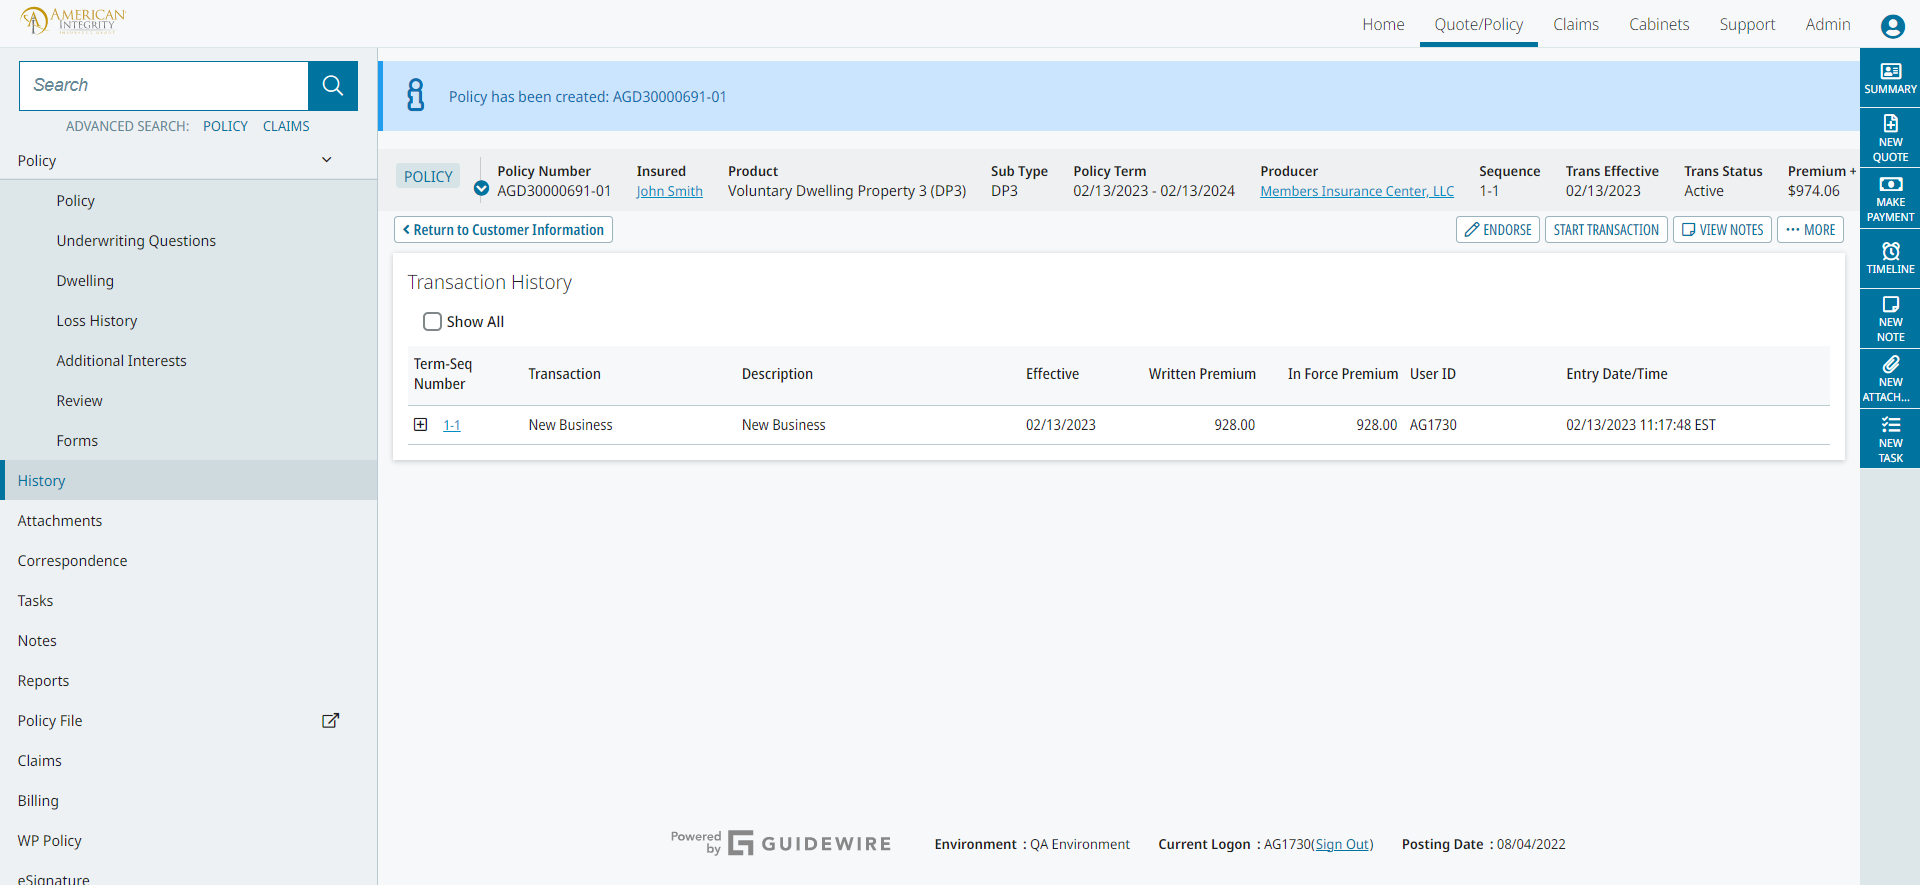 AMERICAN
INTEGRITY
Home Quote/Policy Claims Cabinets Support Admin
Search
ADVANCED SEARCH: POLICY CLAIMS
Policy
Policy
Underwriting Questions
Dwelling
Loss History
Additional Interests
Review
Forms
History
Attachments
Correspondence
Tasks
Notes
Reports
Policy File
Claims
Billing
WP Policy
eSignature
Policy has been created: AGD30000691-01
POLICY
Policy Number Insured Product Sub Type Policy Term Producer Sequence Trans Effective Trans Status Premium +
AGD30000691-01 John Smith Voluntary Dwelling Property 3 (DP3) DP3 02/13/2023 - 02/13/2024 Members Insurance Center, LLC 1-1 02/13/2023 Active $974.06
Return to Customer Information
ENDORSE START TRANSACTION VIEW NOTES ··· MORE
Transaction History
Show All
Term-Seq Number Transaction Description Effective Written Premium In Force Premium User ID Entry Date/Time
1-1 New Business New Business 02/13/2023 928.00 928.00 AG1730 02/13/2023 11:17:48 EST
SUMMARY
NEW
QUOTE
MAKE
PAYMENT
TIMELINE
NEW
NOTE
NEW
ATTACH...
NEW
TASK
Powered by GUIDEWIRE
Environment : QA Environment Current Logon : AG1730(Sign Out) Posting Date : 08/04/2022